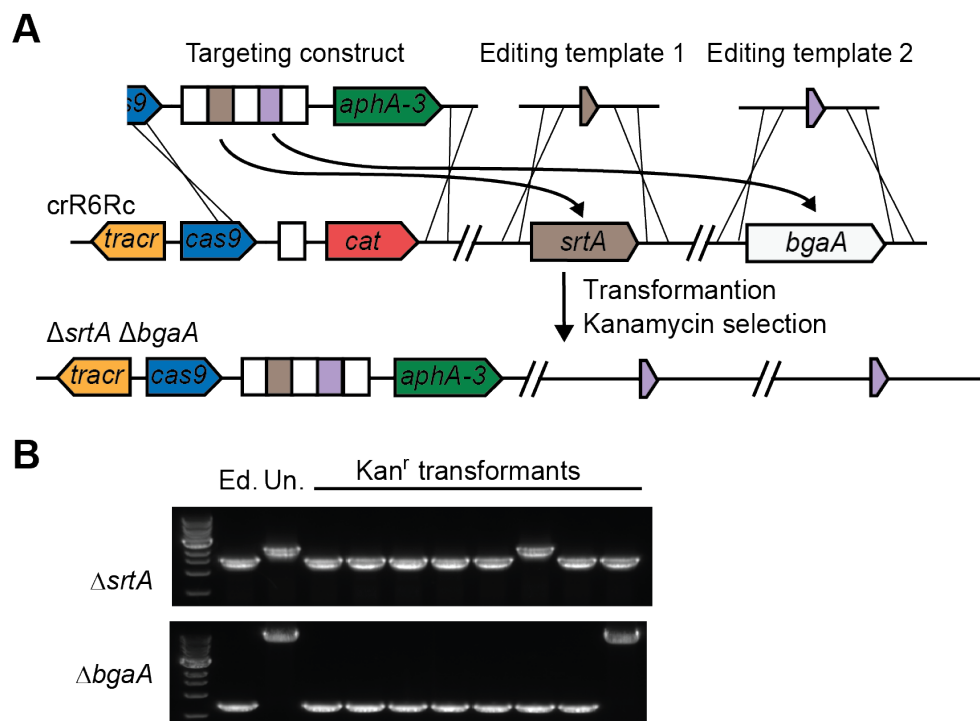 A
Targeting construct Editing template 1 Editing template 2
s9 aphA-3
crR6Rc
tracr cas9 cat srtA bgaA
Transformantion
Kanamycin selection
ΔsrtA ΔbgaA
tracr cas9 aphA-3
B
Ed. Un. Kanʳ transformants
ΔsrtA
ΔbgaA